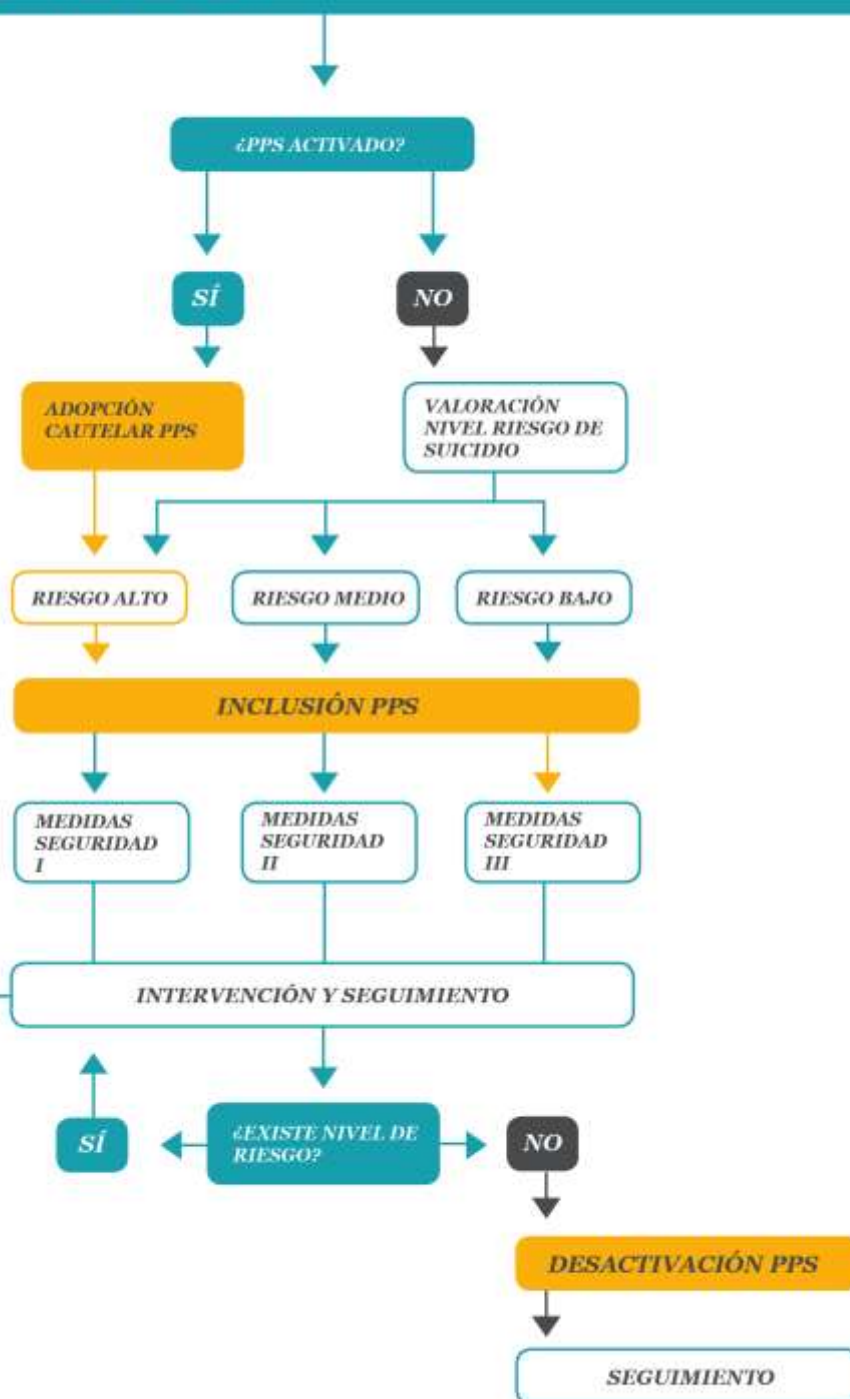 ¿PPS ACTIVADO?
SÍ
NO
ADOPCIÓN
CAUTELAR PPS
VALORACIÓN
NIVEL RIESGO DE
SUICIDIO
RIESGO ALTO
RIESGO MEDIO
RIESGO BAJO
INCLUSIÓN PPS
MEDIDAS
SEGURIDAD
I
MEDIDAS
SEGURIDAD
II
MEDIDAS
SEGURIDAD
III
INTERVENCIÓN Y SEGUIMIENTO
SÍ
¿EXISTE NIVEL DE
RIESGO?
NO
DESACTIVACIÓN PPS
SEGUIMIENTO